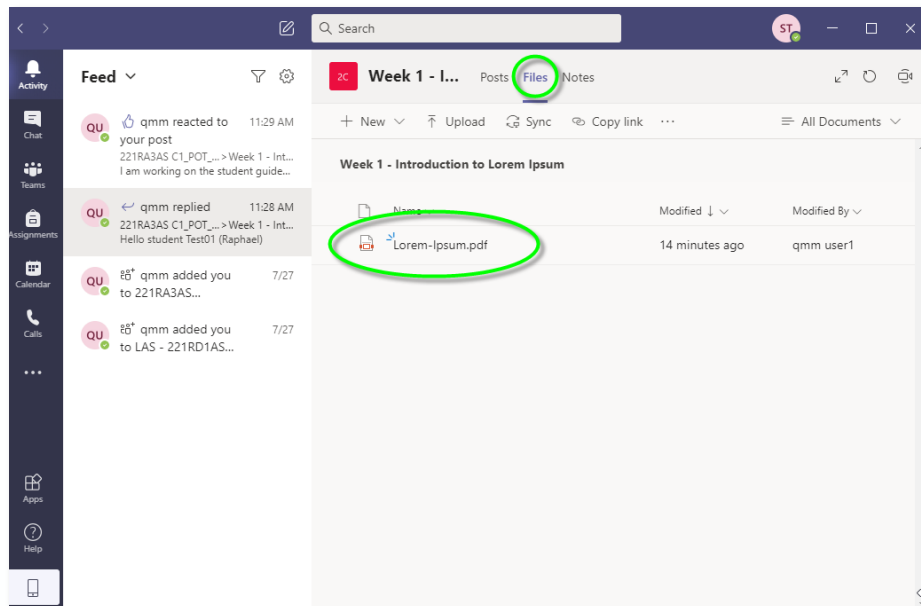 Search
ST
Activity
Chat
Teams
Assignments
Calendar
Calls
Apps
Help
Feed
QU
qmm reacted to 11:29 AM
your post
221RA3AS C1_POT_... > Week 1 - Int...
I am working on the student guide...
QU
qmm replied 11:28 AM
221RA3AS C1_POT_... > Week 1 - Int...
Hello student Test01 (Raphael)
QU
qmm added you 7/27
to 221RA3AS...
QU
qmm added you 7/27
to LAS - 221RD1AS...
2C Week 1 - I... Posts Files Notes
New Upload Sync Copy link ... All Documents
Week 1 - Introduction to Lorem Ipsum
Name Modified Modified By
Lorem-Ipsum.pdf 14 minutes ago qmm user1